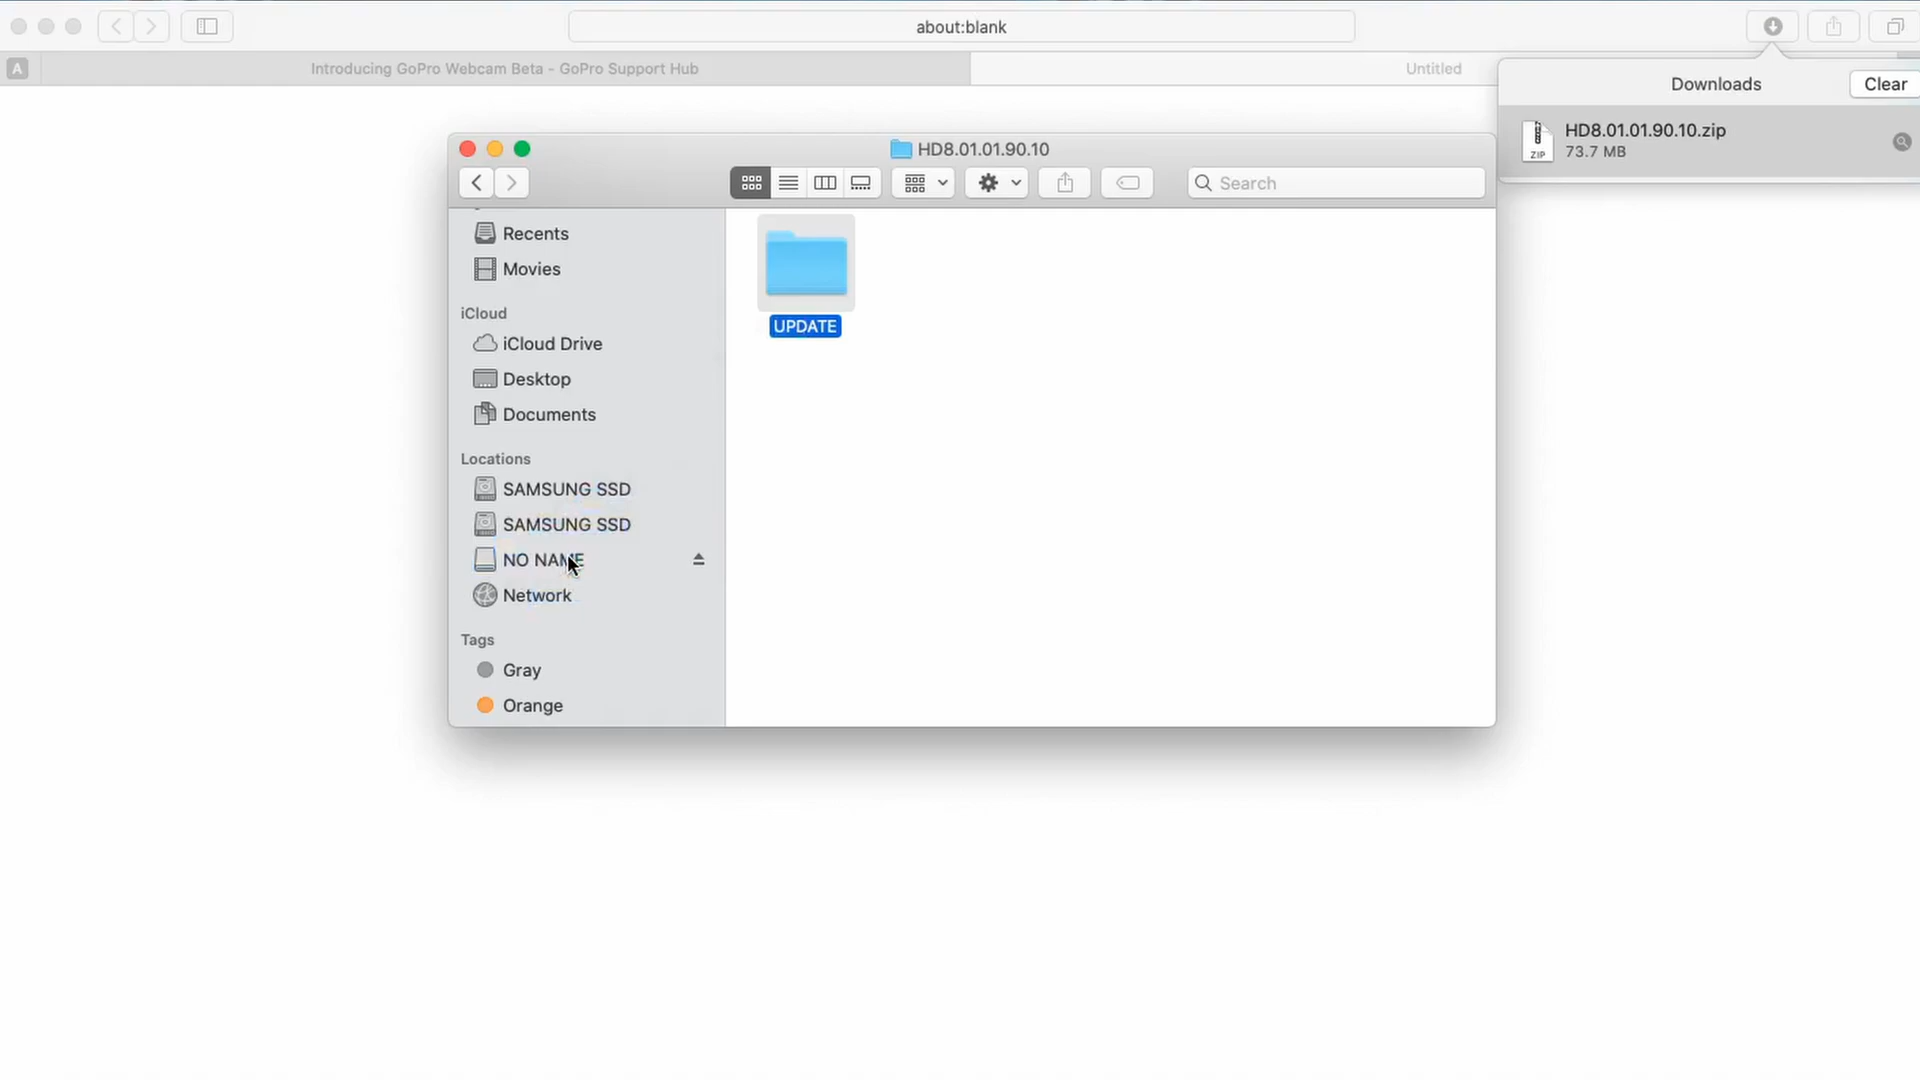 about:blank
A
Introducing GoPro Webcam Beta - GoPro Support Hub
Untitled
Downloads
Clear
HD8.01.01.90.10.zip
73.7 MB
ZIP
HD8.01.01.90.10
Search
Recents
Movies
iCloud
iCloud Drive
Desktop
Documents
Locations
SAMSUNG SSD
SAMSUNG SSD
NO NAME
Network
Tags
Gray
Orange
UPDATE